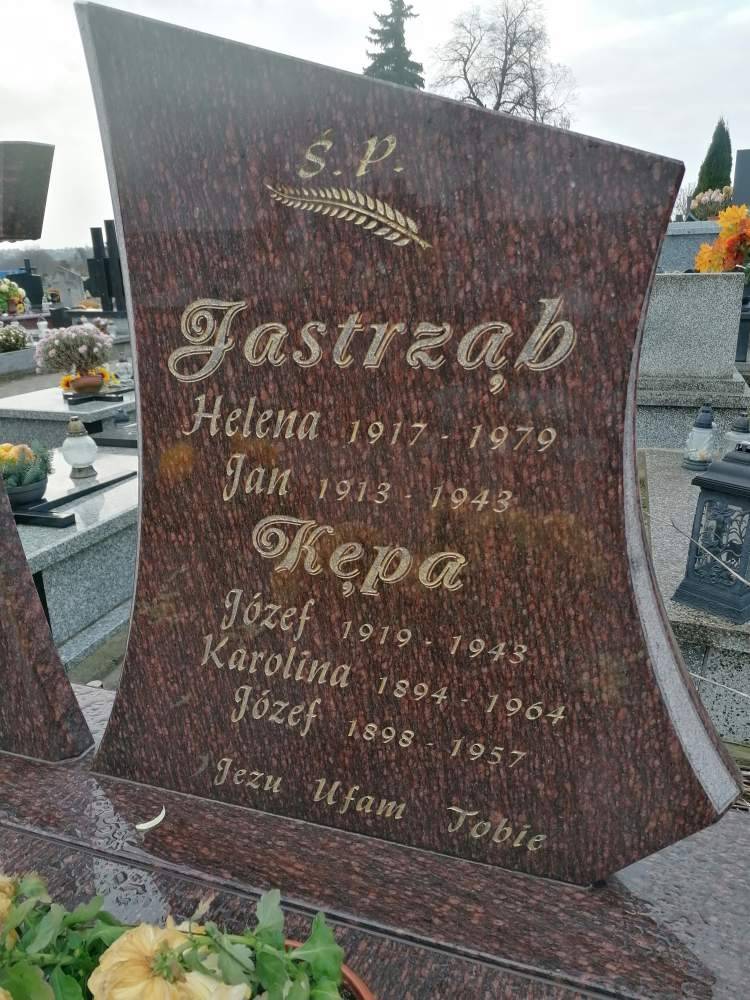 Ś. P.
Jastrząb
Helena 1917 - 1979
Jan 1913 - 1943
Kępa
Józef 1919 - 1943
Karolina 1894 - 1964
Józef 1898 - 1957
Jezu Ufam Tobie